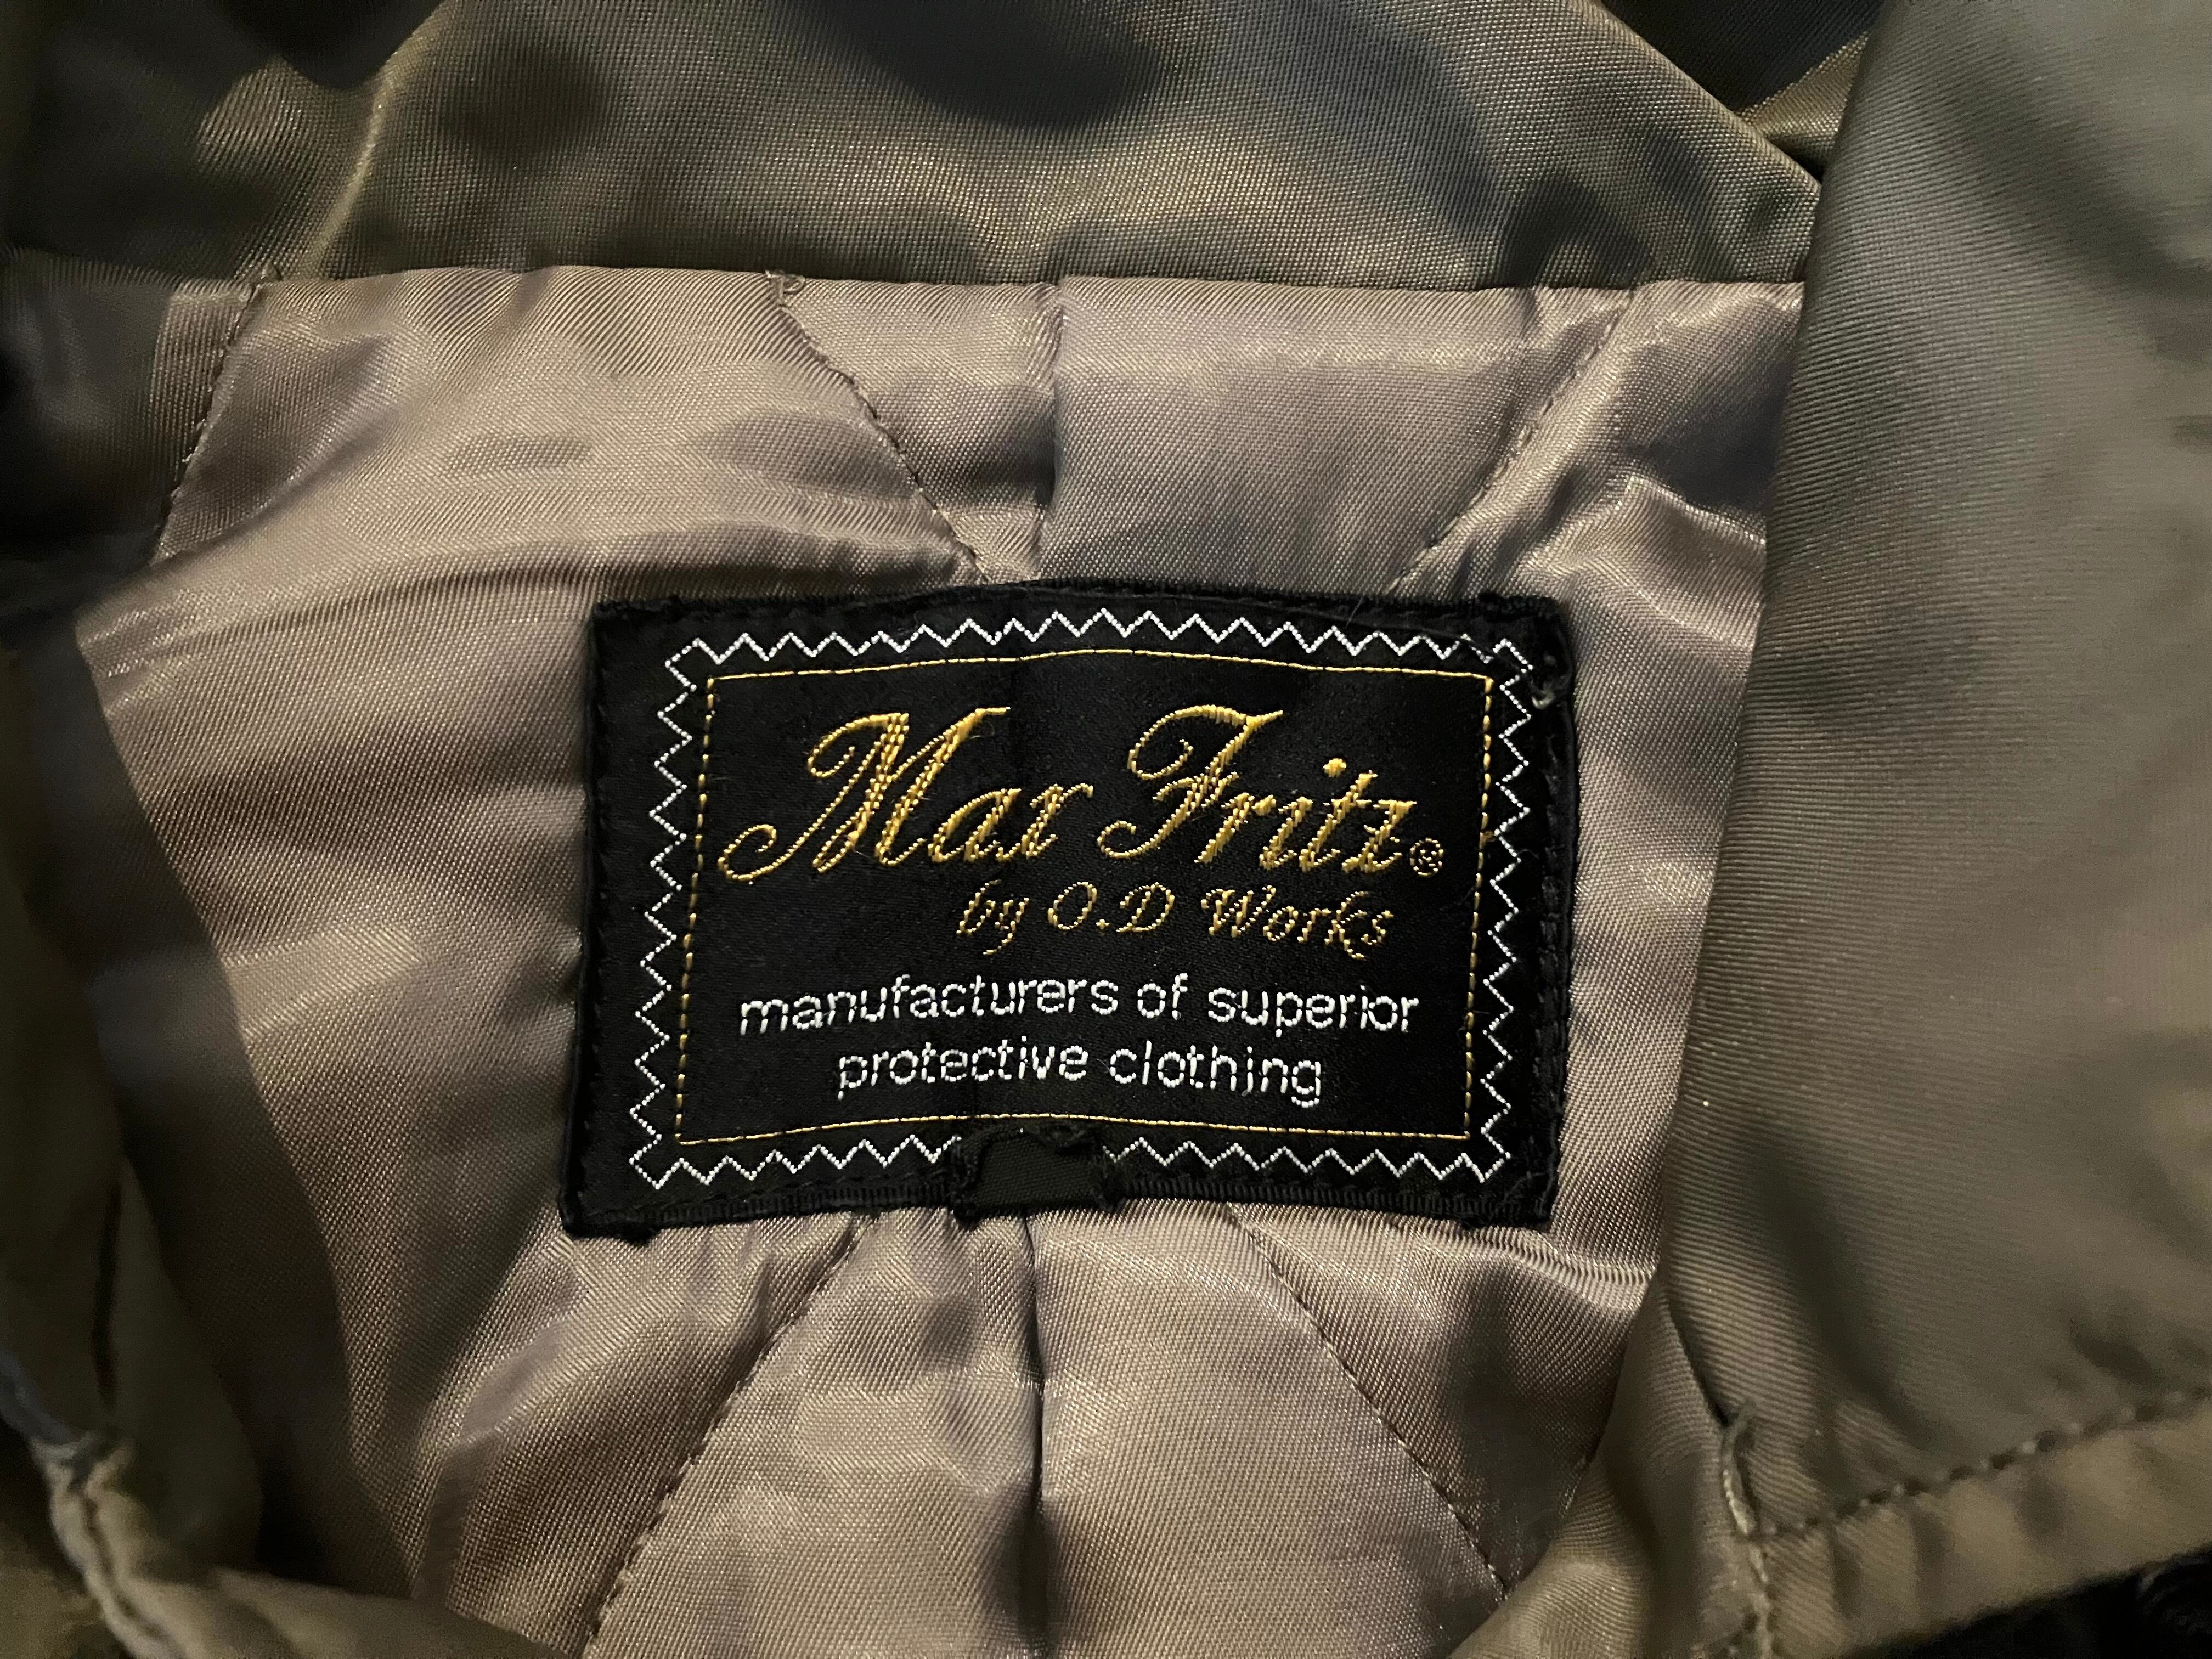 Max Fritz®
by O.D Works
manufacturers of superior
protective clothing